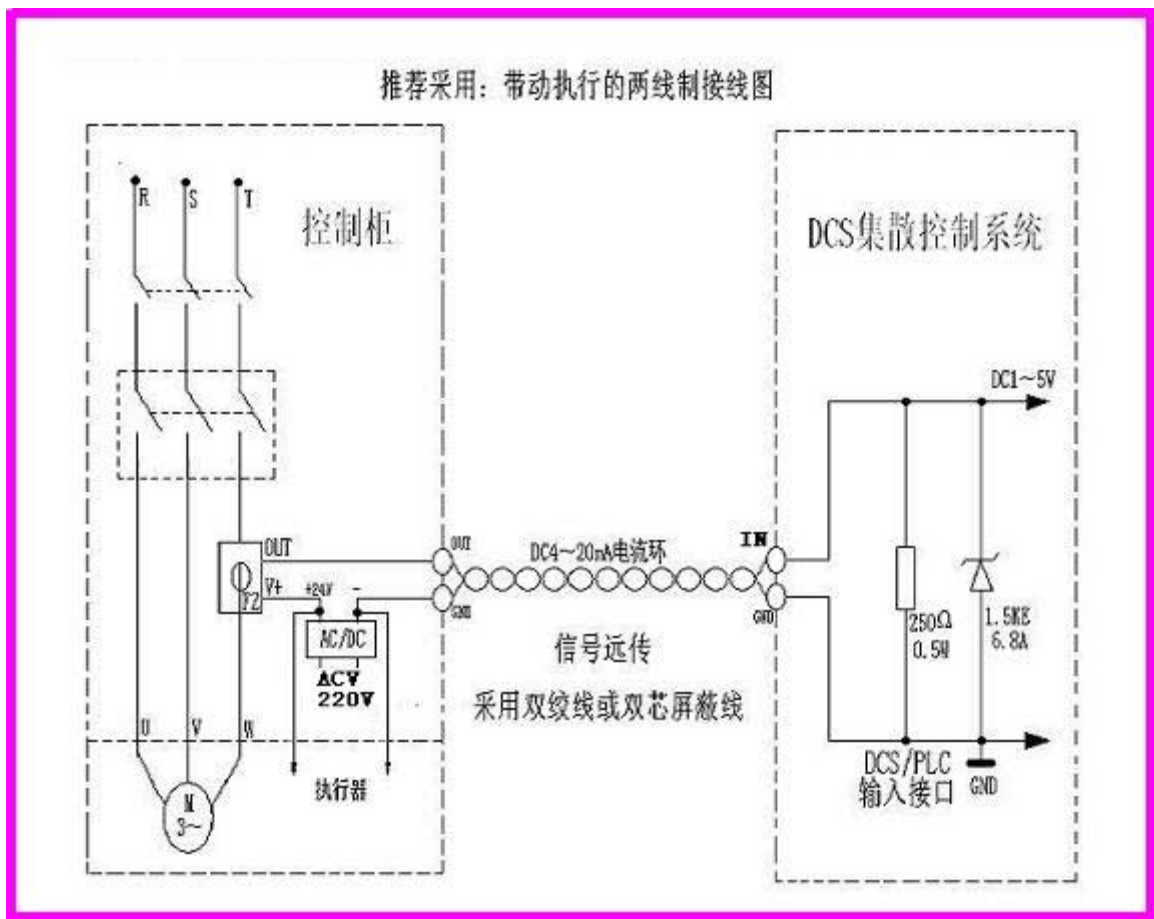 推荐采用：带动执行的两线制接线图
R
S
T
控制柜
DCS集散控制系统
DC1～5V
OUT
OUT
DC4～20mA电流环
IN
V+
+24V
-
FZ
GND
GND
AC/DC
ACV
220V
信号远传
采用双绞线或双芯屏蔽线
250Ω
0.5W
1.5KE
6.8A
U
V
W
执行器
M
3～
DCS/PLC
输入接口
GND